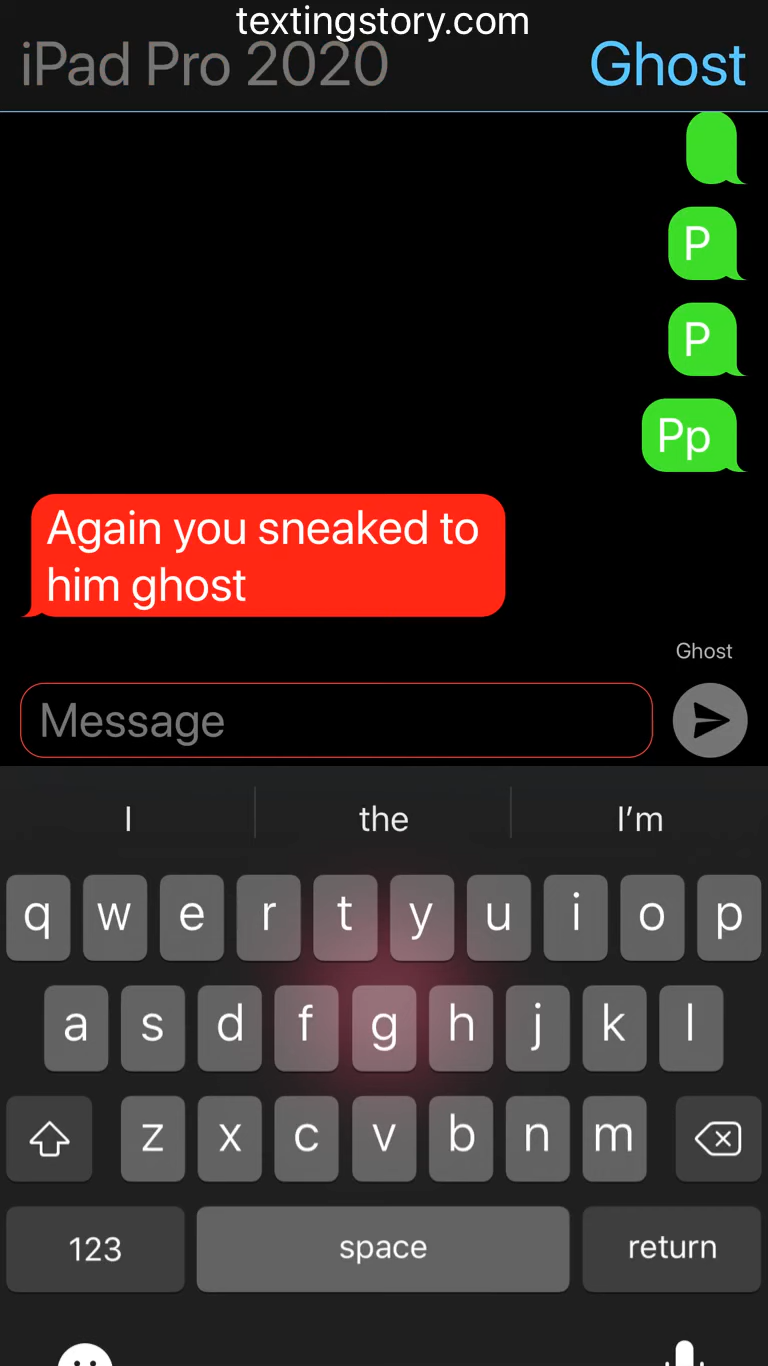 textingstory.com
iPad Pro 2020
Ghost
P
P
Pp
Again you sneaked to
him ghost
Ghost
Message
I the I’m
q w e r t y u i o p
a s d f g h j k l
z x c v b n m
123 space return